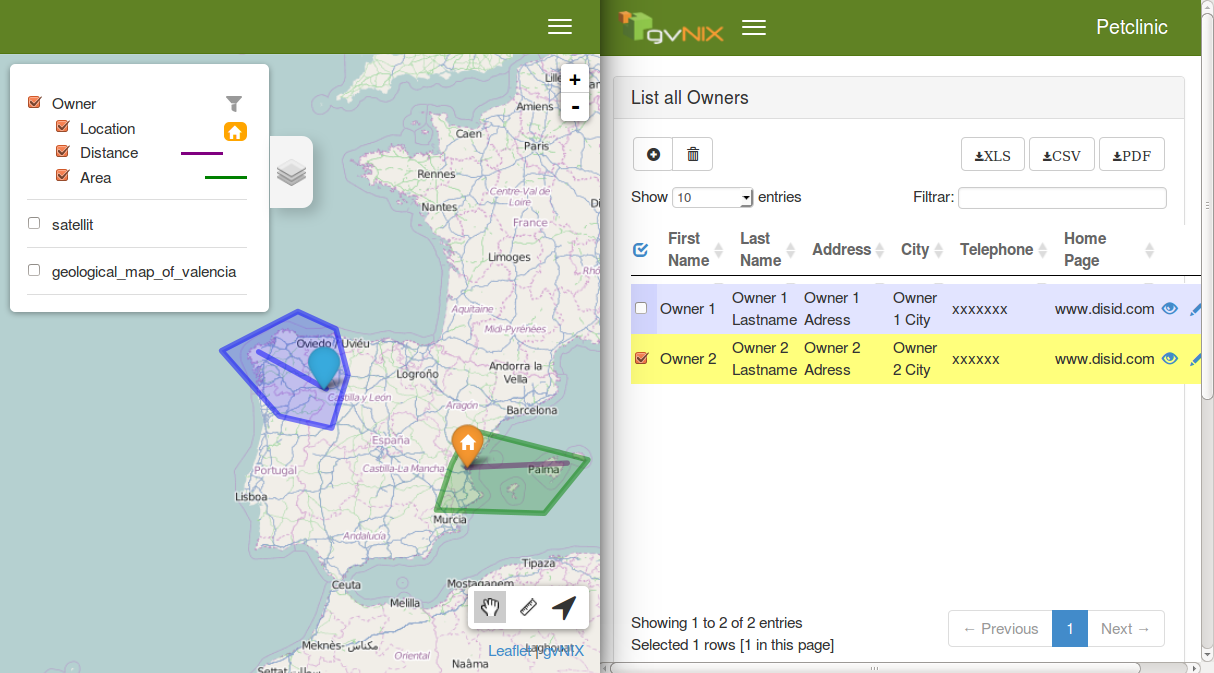 gvNIX
Petclinic
Owner
Location
Distance
Area
satellit
geological_map_of_valencia
+
-
Lille
Amiens
Caen
Paris
Rennes
Centre-Val de
Loire
Nantes
France
Limoges
Aquitaine
Midi-Pyrénées
Oviedo / Uviéu
Logroño
Andorra la
Vella
Castilla y León
Aragón
Barcelona
España
Castilla-La Mancha
Portugal
Palma
Lisboa
Murcia
Andalucía
Tipaza
Ceuta
Mostaganem
Melilla
Meknès مكناس
Oriental
Laghouat
Naâma
Settat
Leaflet | gvNIX
List all Owners
XLS
CSV
PDF
Show 10 entries
Filtrar:
First
Name
Last
Name
Address
City
Telephone
Home
Page
Owner 1
Owner 1
Lastname
Owner 1
Adress
Owner
1 City
xxxxxxx
www.disid.com
Owner 2
Owner 2
Lastname
Owner 2
Adress
Owner
2 City
xxxxxx
www.disid.com
Showing 1 to 2 of 2 entries
Selected 1 rows [1 in this page]
← Previous
1
Next →